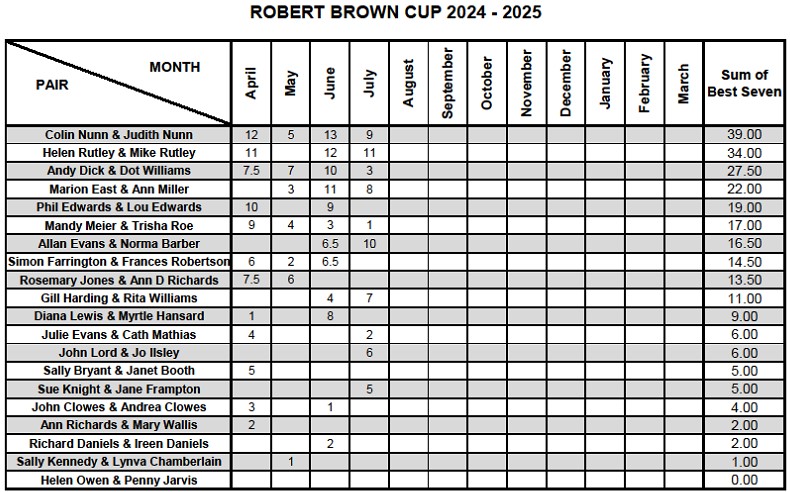 ROBERT BROWN CUP 2024 - 2025
PAIR MONTH April May June July August September October November December January February March Sum of Best Seven
Colin Nunn & Judith Nunn 12 5 13 9 39.00
Helen Rutley & Mike Rutley 11 12 11 34.00
Andy Dick & Dot Williams 7.5 7 10 3 27.50
Marion East & Ann Miller 3 11 8 22.00
Phil Edwards & Lou Edwards 10 9 19.00
Mandy Meier & Trisha Roe 9 4 3 1 17.00
Allan Evans & Norma Barber 6.5 10 16.50
Simon Farrington & Frances Robertson 6 2 6.5 14.50
Rosemary Jones & Ann D Richards 7.5 6 13.50
Gill Harding & Rita Williams 4 7 11.00
Diana Lewis & Myrtle Hansard 1 8 9.00
Julie Evans & Cath Mathias 4 2 6.00
John Lord & Jo Ilsley 6 6.00
Sally Bryant & Janet Booth 5 5.00
Sue Knight & Jane Frampton 5 5.00
John Clowes & Andrea Clowes 3 1 4.00
Ann Richards & Mary Wallis 2 2.00
Richard Daniels & Ireen Daniels 2 2.00
Sally Kennedy & Lynva Chamberlain 1 1.00
Helen Owen & Penny Jarvis 0.00